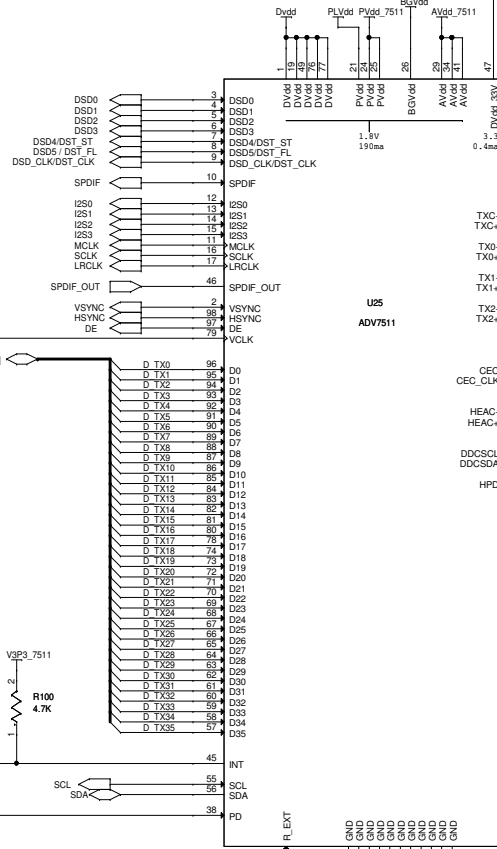 BGVdd
Dvdd PLVdd PVdd_7511 AVdd_7511
1 19 49 76 77 21 24 25 26 29 34 41 47
DVdd DVdd DVdd DVdd DVdd PVdd PVdd PVdd BGVdd AVdd AVdd AVdd DVdd_33V
1.8V
190ma
3.3
0.4ma
DSD0 3 DSD0
DSD1 4 DSD1
DSD2 5 DSD2
DSD3 6 DSD3
DSD4/DST_ST 7 DSD4/DST_ST
DSD5 / DST_FL 8 DSD5/DST_FL
DSD_CLK/DST_CLK 9 DSD_CLK/DST_CLK
SPDIF 10 SPDIF
I2S0 12 I2S0
I2S1 13 I2S1 TXC-
I2S2 14 I2S2 TXC+
I2S3 15 I2S3
MCLK 11 MCLK TX0-
SCLK 16 SCLK TX0+
LRCLK 17 LRCLK
TX1-
SPDIF_OUT 46 SPDIF_OUT TX1+
U25
VSYNC 2 VSYNC TX2-
HSYNC 98 HSYNC TX2+
ADV7511
DE 97 DE
79 VCLK
D_TX0 96 D0 CEC
D_TX1 95 D1 CEC_CLK
D_TX2 94 D2
D_TX3 93 D3
D_TX4 92 D4 HEAC-
D_TX5 91 D5 HEAC+
D_TX6 90 D6
D_TX7 89 D7
D_TX8 88 D8 DDCSCL
D_TX9 87 D9 DDCSDA
D_TX10 86 D10
D_TX11 85 D11 HPD
D_TX12 84 D12
D_TX13 83 D13
D_TX14 82 D14
D_TX15 81 D15
D_TX16 80 D16
D_TX17 78 D17
D_TX18 74 D18
D_TX19 73 D19
D_TX20 72 D20
D_TX21 71 D21
D_TX22 70 D22
D_TX23 69 D23
D_TX24 68 D24
D_TX25 67 D25
D_TX26 66 D26
D_TX27 65 D27
D_TX28 64 D28
D_TX29 63 D29
D_TX30 62 D30
D_TX31 61 D31
D_TX32 60 D32
D_TX33 59 D33
D_TX34 58 D34
D_TX35 57 D35
V3P3_7511
2
R100
4.7K
1
45 INT
SCL 55 SCL
SDA 56 SDA
38 PD
R_EXT GND GND GND GND GND GND GND GND GND GND GND